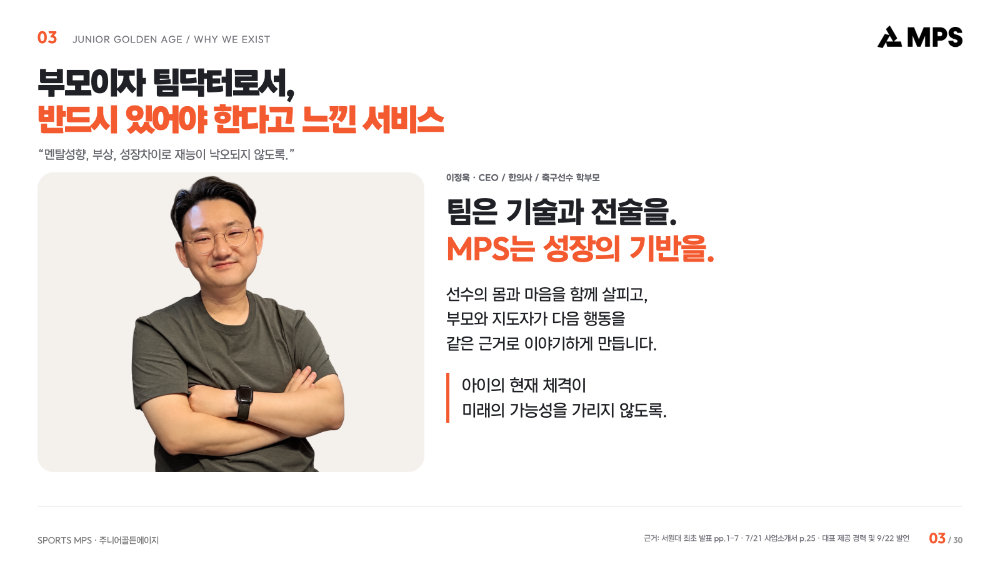 03 JUNIOR GOLDEN AGE / WHY WE EXIST
MPS
부모이자 팀닥터로서,
반드시 있어야 한다고 느낀 서비스
“멘탈성향, 부상, 성장차이로 재능이 낙오되지 않도록.”
이정욱 · CEO / 한의사 / 축구선수 학부모
팀은 기술과 전술을.
MPS는 성장의 기반을.
선수의 몸과 마음을 함께 살피고,
부모와 지도자가 다음 행동을
같은 근거로 이야기하게 만듭니다.
아이의 현재 체격이
미래의 가능성을 가리지 않도록.
SPORTS MPS · 주니어골든에이지
근거: 서원대 최초 발표 pp.1–7 · 7/21 사업소개서 p.25 · 대표 제공 경력 및 9/22 발언
03 / 30